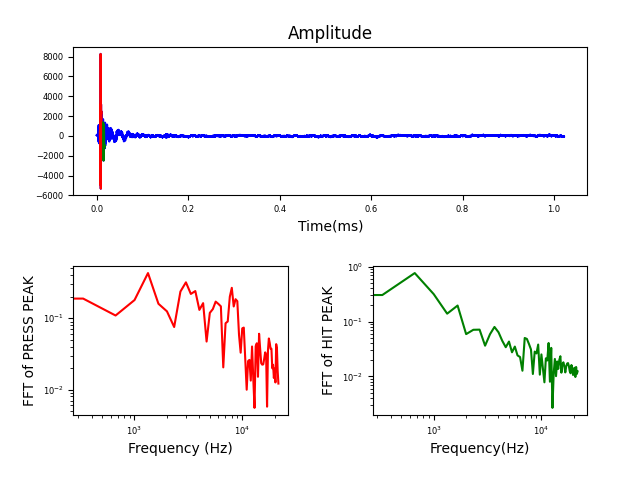 Amplitude
8000
6000
4000
2000
0
−2000
−4000
−6000
0.0 0.2 0.4 0.6 0.8 1.0
Time(ms)
FFT of PRESS PEAK
10⁻¹
10⁻²
10³ 10⁴
Frequency (Hz)
FFT of HIT PEAK
10⁰
10⁻¹
10⁻²
10³ 10⁴
Frequency(Hz)